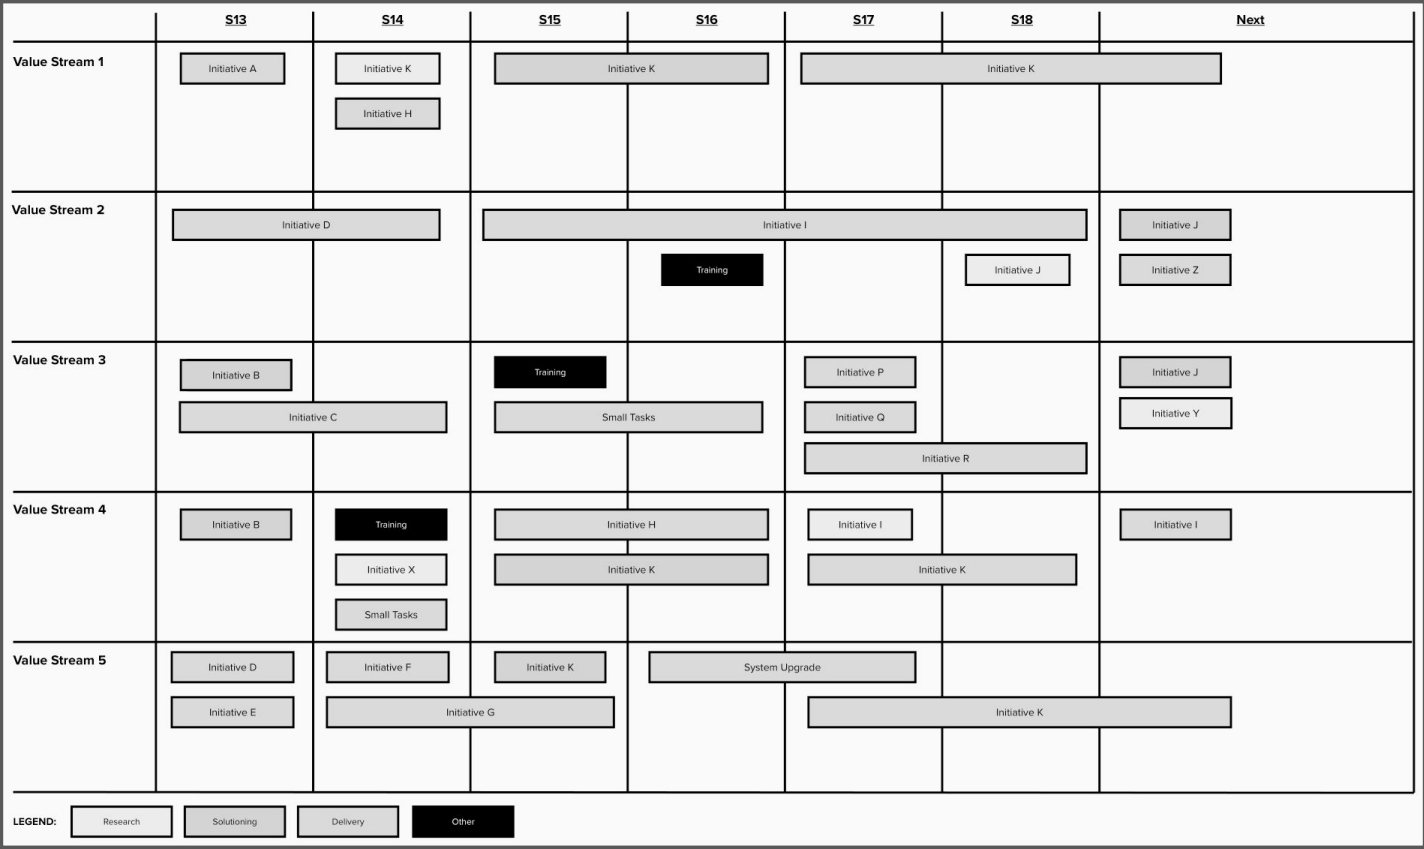 S13 S14 S15 S16 S17 S18 Next
Value Stream 1
Initiative A Initiative K Initiative K Initiative K
Initiative H
Value Stream 2
Initiative D Initiative I Initiative J
Training Initiative J Initiative Z
Value Stream 3
Initiative B Training Initiative P Initiative J
Initiative C Small Tasks Initiative Q Initiative Y
Initiative R
Value Stream 4
Initiative B Training Initiative H Initiative I Initiative I
Initiative X Initiative K Initiative K
Small Tasks
Value Stream 5
Initiative D Initiative F Initiative K System Upgrade
Initiative E Initiative G Initiative K
LEGEND: Research Solutioning Delivery Other